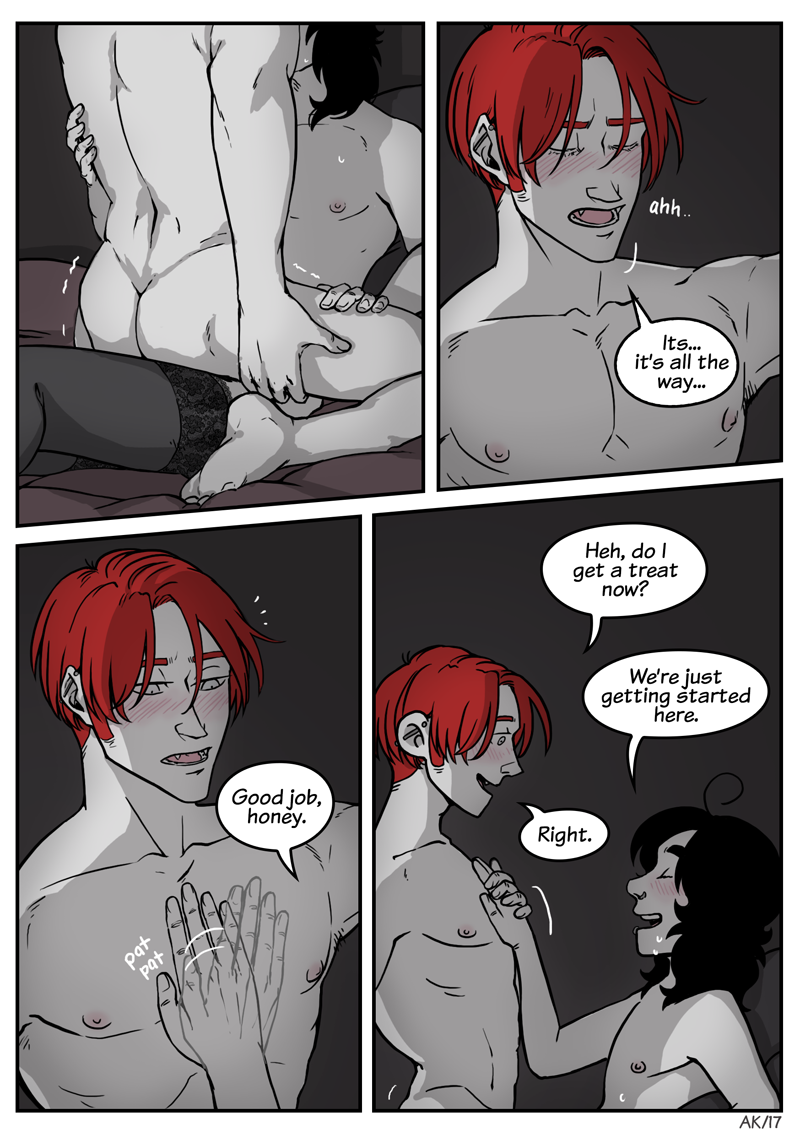 ahh..
Its...
it's all the
way...
Good job,
honey.
pat
pat
Heh, do I
get a treat
now?
We're just
getting started
here.
Right.
AK/17